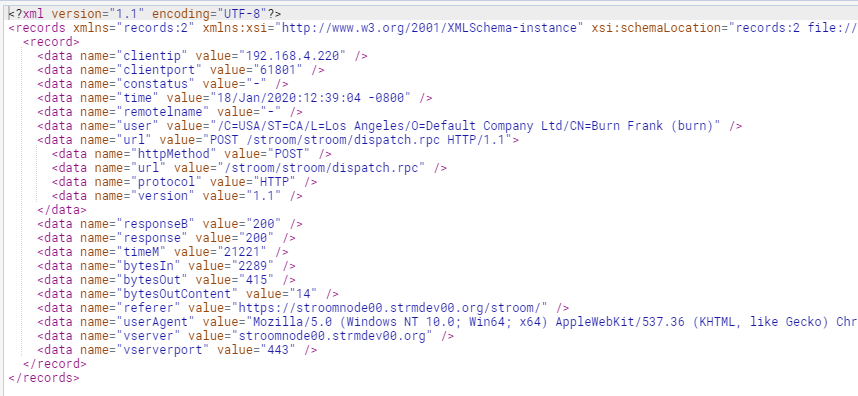 <?xml version="1.1" encoding="UTF-8"?>
<records xmlns="records:2" xmlns:xsi="http://www.w3.org/2001/XMLSchema-instance" xsi:schemaLocation="records:2 file://
<record>
<data name="clientip" value="192.168.4.220" />
<data name="clientport" value="61801" />
<data name="constatus" value="-" />
<data name="time" value="18/Jan/2020:12:39:04 -0800" />
<data name="remotelname" value="-" />
<data name="user" value="/C=USA/ST=CA/L=Los Angeles/O=Default Company Ltd/CN=Burn Frank (burn)" />
<data name="url" value="POST /stroom/stroom/dispatch.rpc HTTP/1.1">
<data name="httpMethod" value="POST" />
<data name="url" value="/stroom/stroom/dispatch.rpc" />
<data name="protocol" value="HTTP" />
<data name="version" value="1.1" />
</data>
<data name="responseB" value="200" />
<data name="response" value="200" />
<data name="timeM" value="21221" />
<data name="bytesIn" value="2289" />
<data name="bytesOut" value="415" />
<data name="bytesOutContent" value="14" />
<data name="referer" value="https://stroomnode00.strmdev00.org/stroom/" />
<data name="userAgent" value="Mozilla/5.0 (Windows NT 10.0; Win64; x64) AppleWebKit/537.36 (KHTML, like Gecko) Chr
<data name="vserver" value="stroomnode00.strmdev00.org" />
<data name="vserverport" value="443" />
</record>
</records>